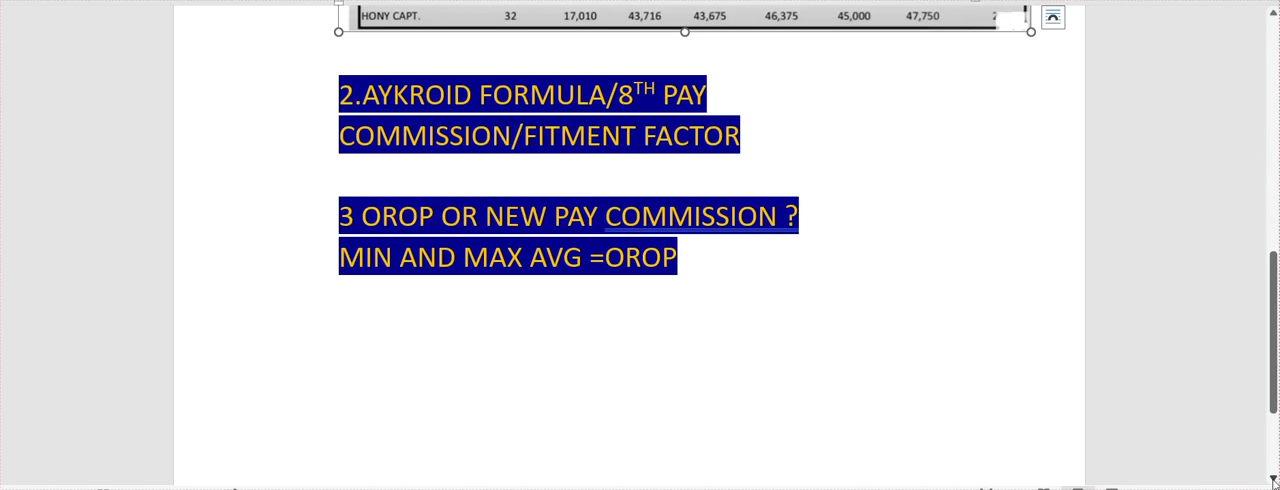 HONY CAPT. 32 17,010 43,716 43,675 46,375 45,000 47,750
2.AYKROID FORMULA/8TH PAY
COMMISSION/FITMENT FACTOR
3 OROP OR NEW PAY COMMISSION ?
MIN AND MAX AVG =OROP